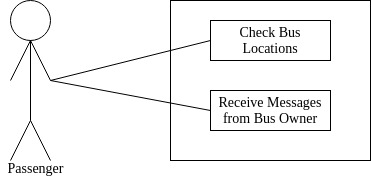 Check Bus
Locations
Receive Messages
from Bus Owner
Passenger